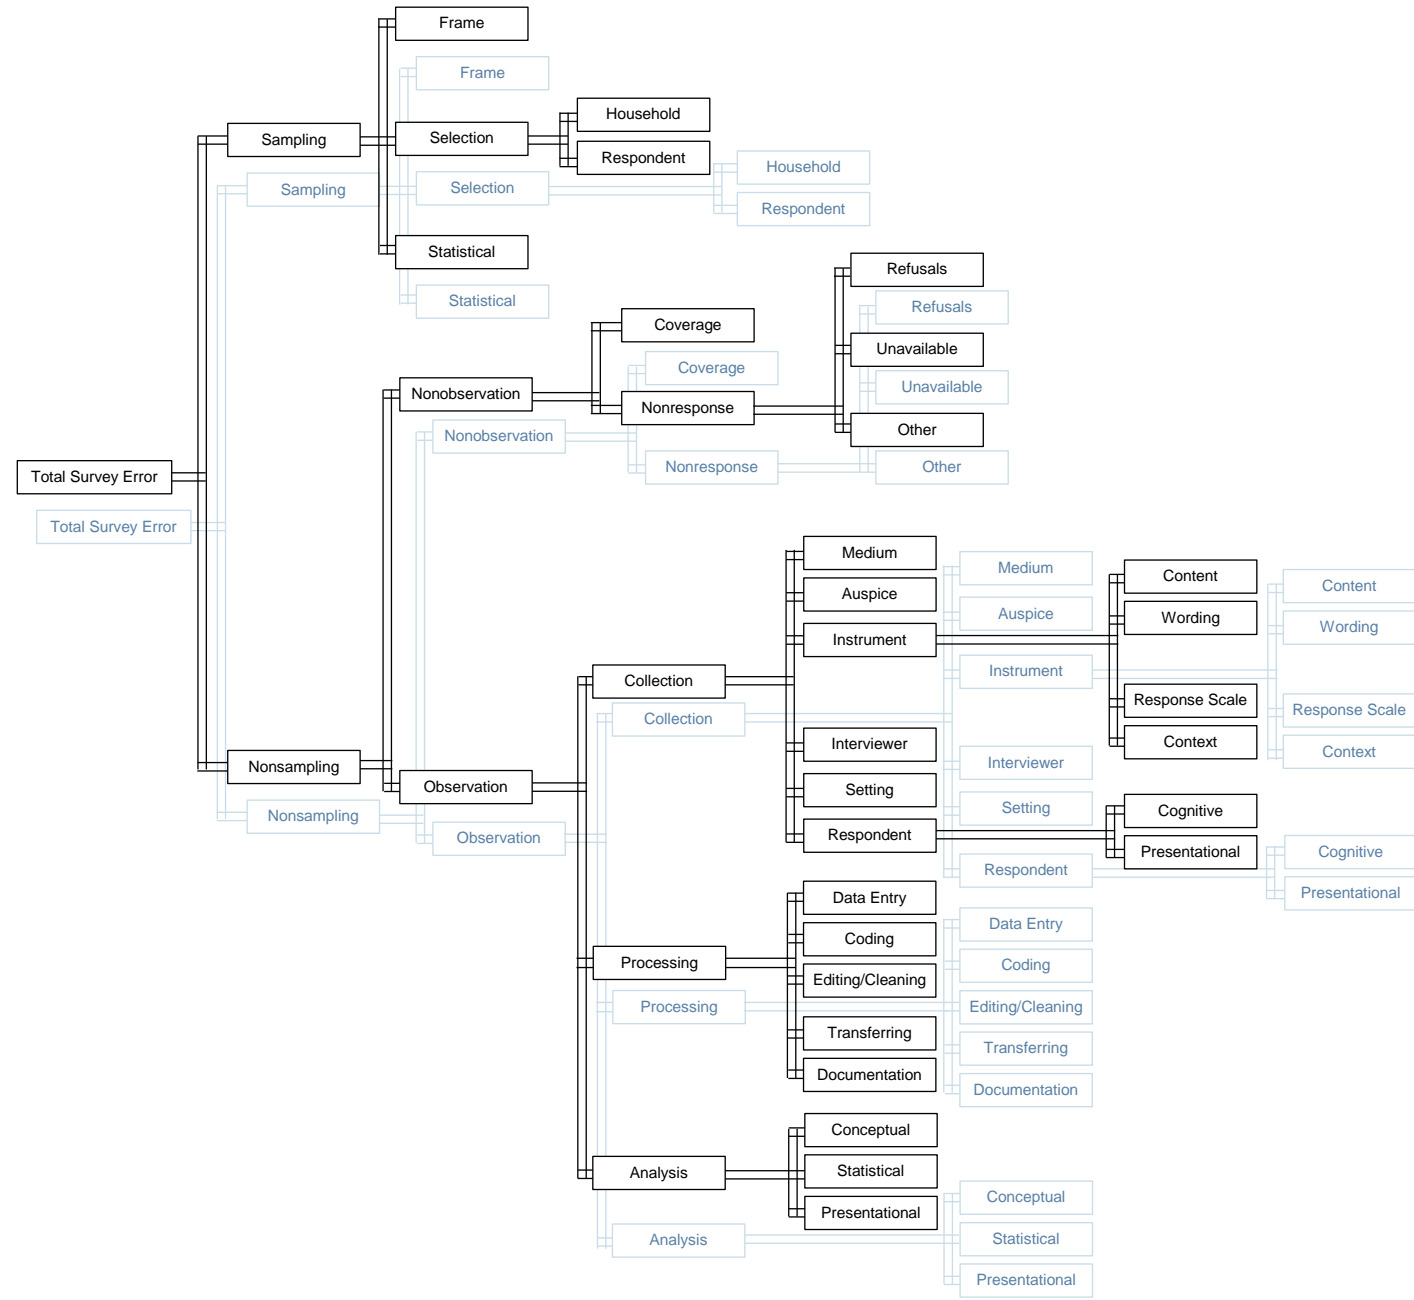 Frame
Frame
Household
Sampling
Selection
Respondent
Household
Sampling
Selection
Respondent
Statistical
Refusals
Statistical
Refusals
Coverage
Unavailable
Coverage
Unavailable
Nonobservation
Nonresponse
Other
Nonobservation
Nonresponse
Other
Total Survey Error
Total Survey Error
Medium
Medium
Content
Content
Auspice
Auspice
Wording
Wording
Instrument
Instrument
Collection
Response Scale
Response Scale
Collection
Interviewer
Interviewer
Context
Context
Nonsampling
Observation
Setting
Setting
Nonsampling
Observation
Respondent
Respondent
Cognitive
Cognitive
Presentational
Presentational
Data Entry
Data Entry
Coding
Coding
Processing
Editing/Cleaning
Processing
Editing/Cleaning
Transferring
Transferring
Documentation
Documentation
Conceptual
Analysis
Statistical
Conceptual
Presentational
Analysis
Statistical
Presentational